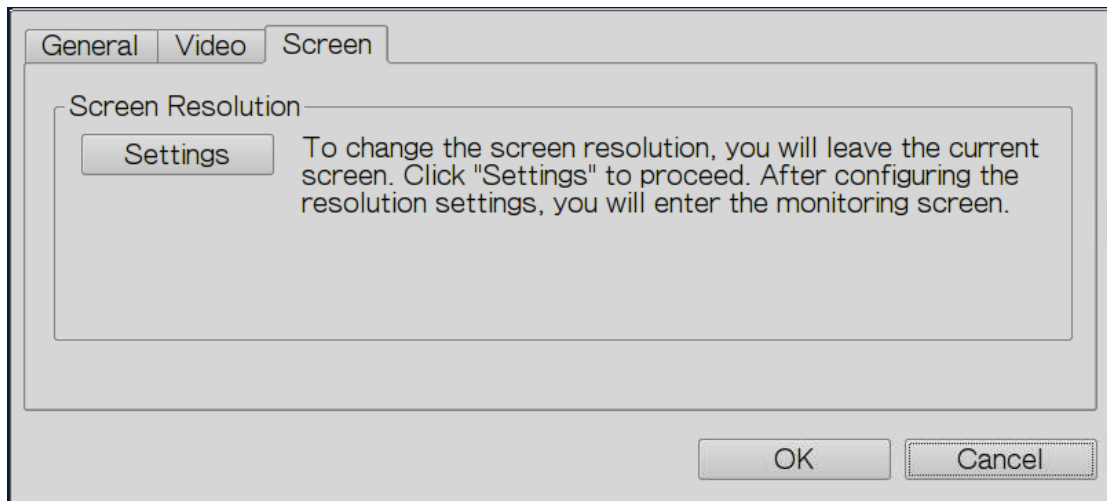 General Video Screen
Screen Resolution
Settings
To change the screen resolution, you will leave the current
screen. Click "Settings" to proceed. After configuring the
resolution settings, you will enter the monitoring screen.
OK Cancel